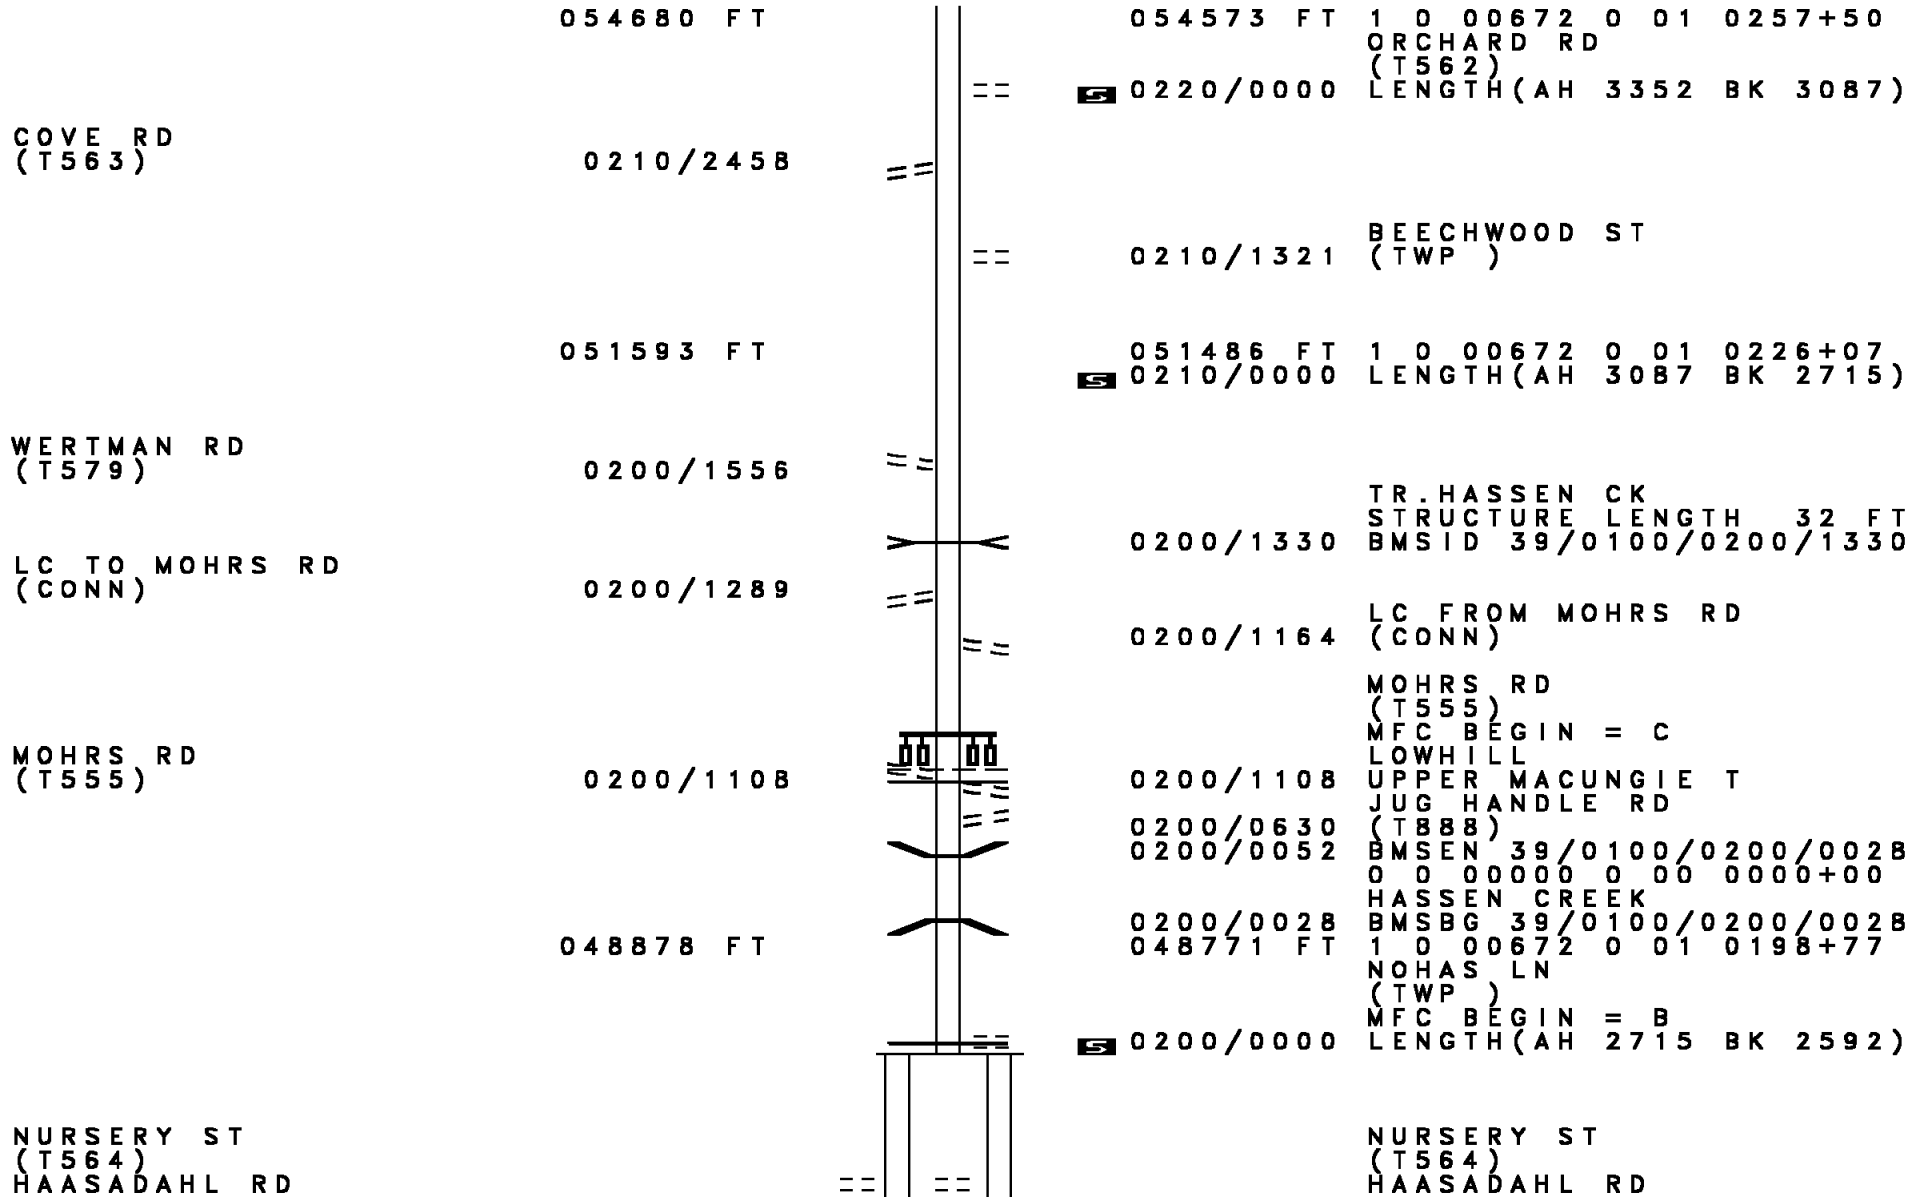 054680 FT 054573 FT 1 0 00672 0 01 0257+50
ORCHARD RD
(T562)
S 0220/0000 LENGTH(AH 3352 BK 3087)
COVE RD
(T563) 0210/2458
BEECHWOOD ST
0210/1321 (TWP )
051593 FT 051486 FT 1 0 00672 0 01 0226+07
S 0210/0000 LENGTH(AH 3087 BK 2715)
WERTMAN RD
(T579) 0200/1556
TR.HASSEN CK
STRUCTURE LENGTH 32 FT
0200/1330 BMSID 39/0100/0200/1330
LC TO MOHRS RD
(CONN) 0200/1289
LC FROM MOHRS RD
0200/1164 (CONN)
MOHRS RD
(T555)
MFC BEGIN = C
MOHRS RD LOWHILL
(T555) 0200/1108 0200/1108 UPPER MACUNGIE T
JUG HANDLE RD
0200/0630 (T888)
0200/0052 BMSEN 39/0100/0200/0028
0 0 00000 0 00 0000+00
HASSEN CREEK
0200/0028 BMSBG 39/0100/0200/0028
048878 FT 048771 FT 1 0 00672 0 01 0198+77
NOHAS LN
(TWP )
MFC BEGIN = B
S 0200/0000 LENGTH(AH 2715 BK 2592)
NURSERY ST NURSERY ST
(T564) (T564)
HAASADAHL RD HAASADAHL RD